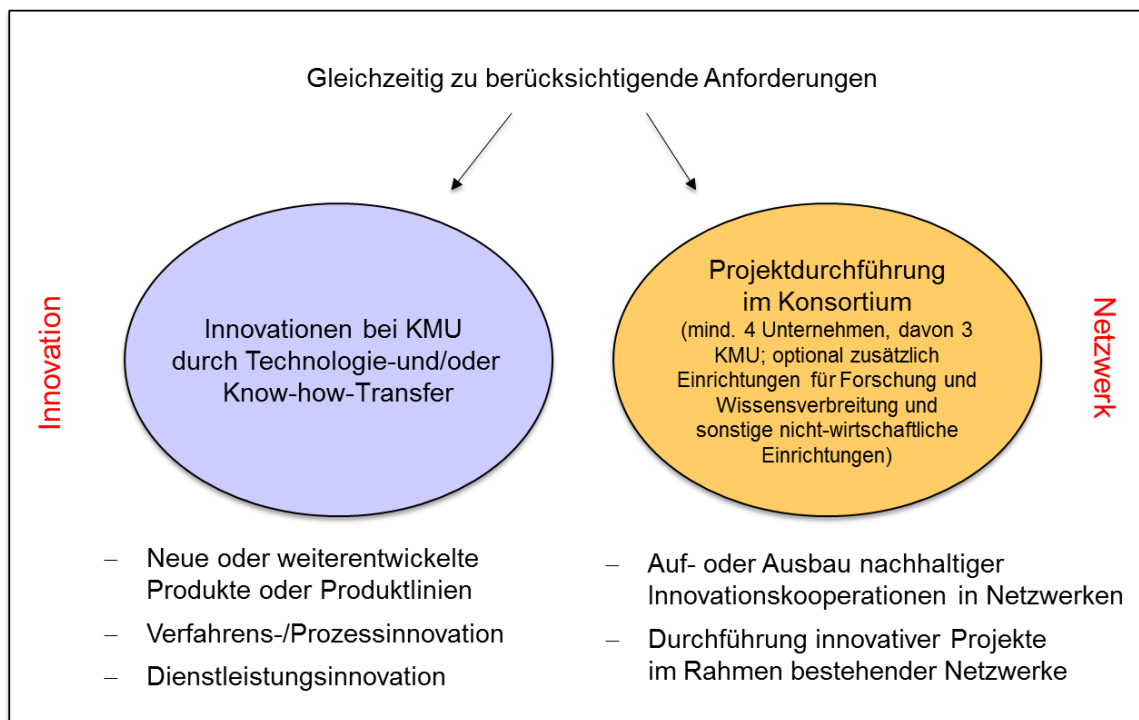 Gleichzeitig zu berücksichtigende Anforderungen
Innovation
Innovationen bei KMU
durch Technologie-und/oder
Know-how-Transfer
Projektdurchführung
im Konsortium
(mind. 4 Unternehmen, davon 3
KMU; optional zusätzlich
Einrichtungen für Forschung und
Wissensverbreitung und
sonstige nicht-wirtschaftliche
Einrichtungen)
Netzwerk
– Neue oder weiterentwickelte
Produkte oder Produktlinien
– Verfahrens-/Prozessinnovation
– Dienstleistungsinnovation
– Auf- oder Ausbau nachhaltiger
Innovationskooperationen in Netzwerken
– Durchführung innovativer Projekte
im Rahmen bestehender Netzwerke